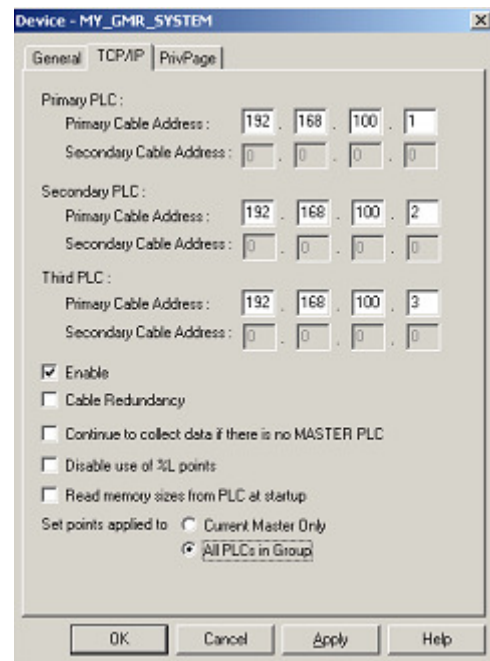 Device - MY_GMR_SYSTEM
General TCP/IP PrivPage
Primary PLC :
Primary Cable Address : 192 . 168 . 100 . 1
Secondary Cable Address : 0 . 0 . 0 . 0
Secondary PLC :
Primary Cable Address : 192 . 168 . 100 . 2
Secondary Cable Address : 0 . 0 . 0 . 0
Third PLC :
Primary Cable Address : 192 . 168 . 100 . 3
Secondary Cable Address : 0 . 0 . 0 . 0
Enable
Cable Redundancy
Continue to collect data if there is no MASTER PLC
Disable use of %L points
Read memory sizes from PLC at startup
Set points applied to Current Master Only
All PLCs in Group
OK Cancel Apply Help